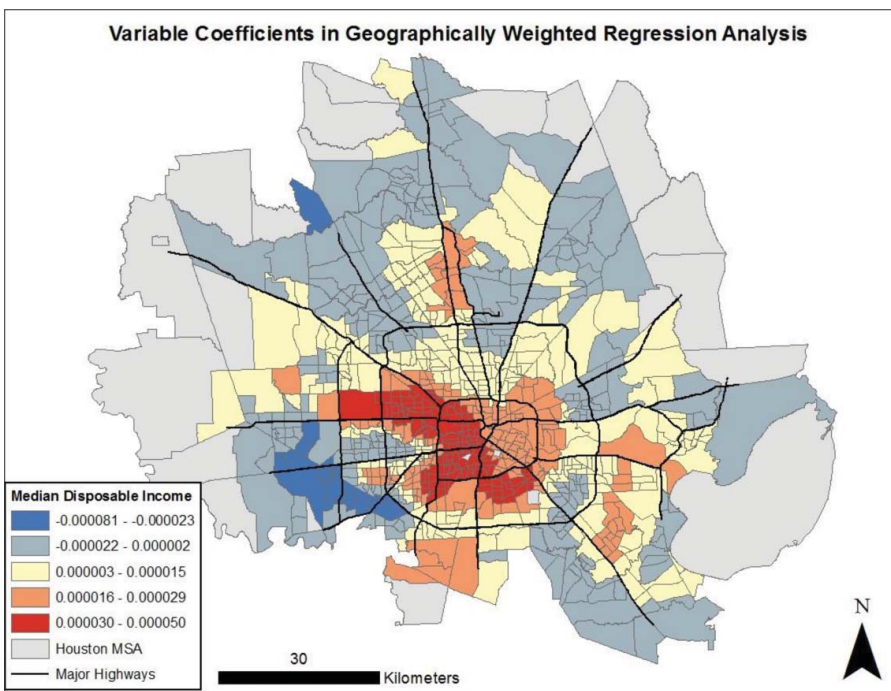 Variable Coefficients in Geographically Weighted Regression Analysis
Median Disposable Income
-0.000081 - -0.000023
-0.000022 - 0.000002
0.000003 - 0.000015
0.000016 - 0.000029
0.000030 - 0.000050
Houston MSA
Major Highways
30
Kilometers
N